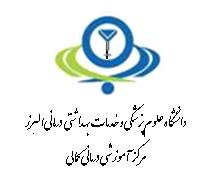 دانشگاه علوم پزشکی و خدمات بهداشتی درمانی البرز
مرکز آموزشی درمانی کمالی